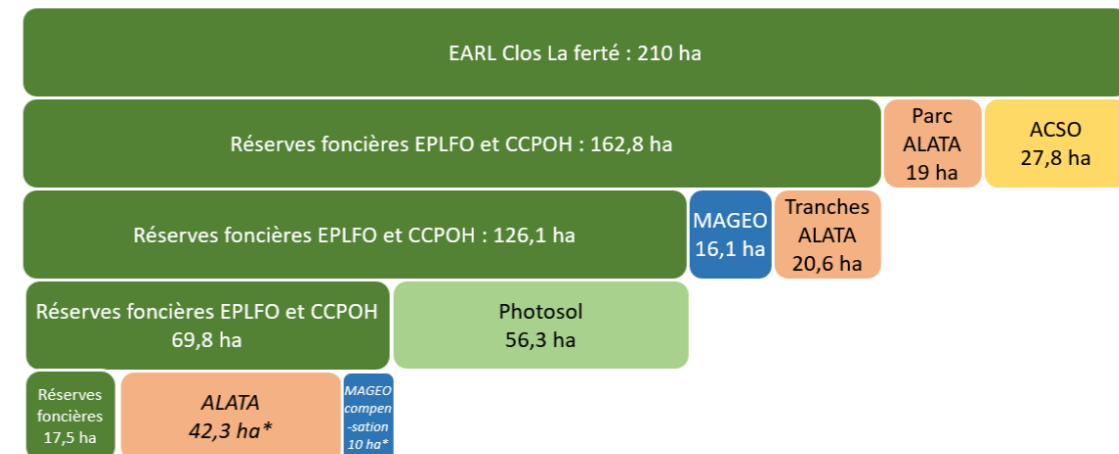 EARL Clos La ferté : 210 ha
Réserves foncières EPLFO et CCPOH : 162,8 ha
Parc
ALATA
19 ha
ACSO
27,8 ha
Réserves foncières EPLFO et CCPOH : 126,1 ha
MAGEO
16,1 ha
Tranches
ALATA
20,6 ha
Réserves foncières EPLFO et CCPOH
69,8 ha
Photosol
56,3 ha
Réserves
foncières
17,5 ha
ALATA
42,3 ha*
MAGEO
compen
-sation
10 ha*